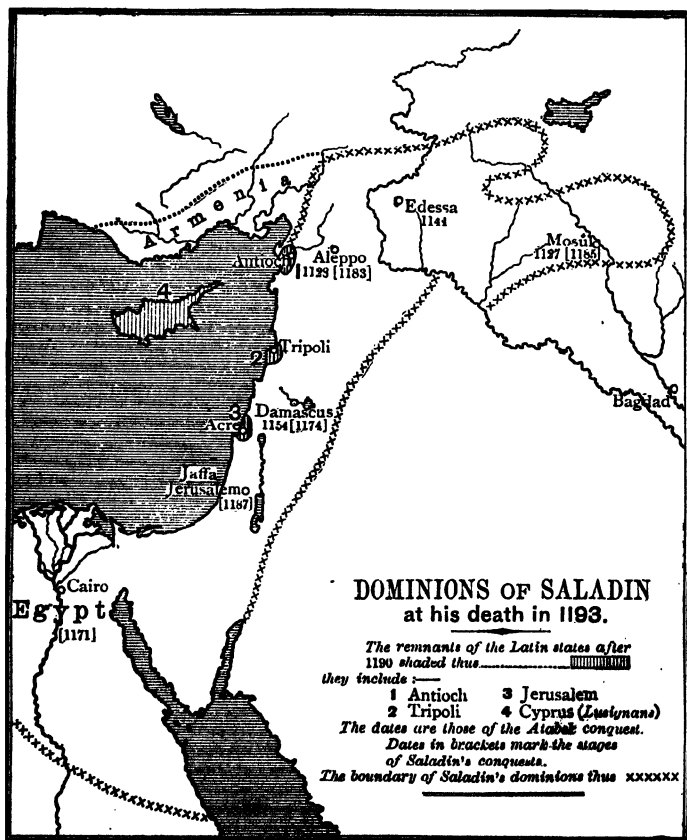 Armenia
Edessa
1144
Mosul
1127 [1185]
Antioch
1
Aleppo
1123 [1183]
4
2 Tripoli
Bagdad
3
Acre
Damascus
1154 [1174]
Jaffa
Jerusalem
[1187]
Cairo
Egypt
[1171]
DOMINIONS OF SALADIN
at his death in 1193.
The remnants of the Latin states after
1190 shaded thus
they include :—
1 Antioch 3 Jerusalem
2 Tripoli 4 Cyprus (Lusignans)
The dates are those of the Atabek conquest.
Dates in brackets mark the stages
of Saladin's conquests.
The boundary of Saladin's dominions thus xxxxxx